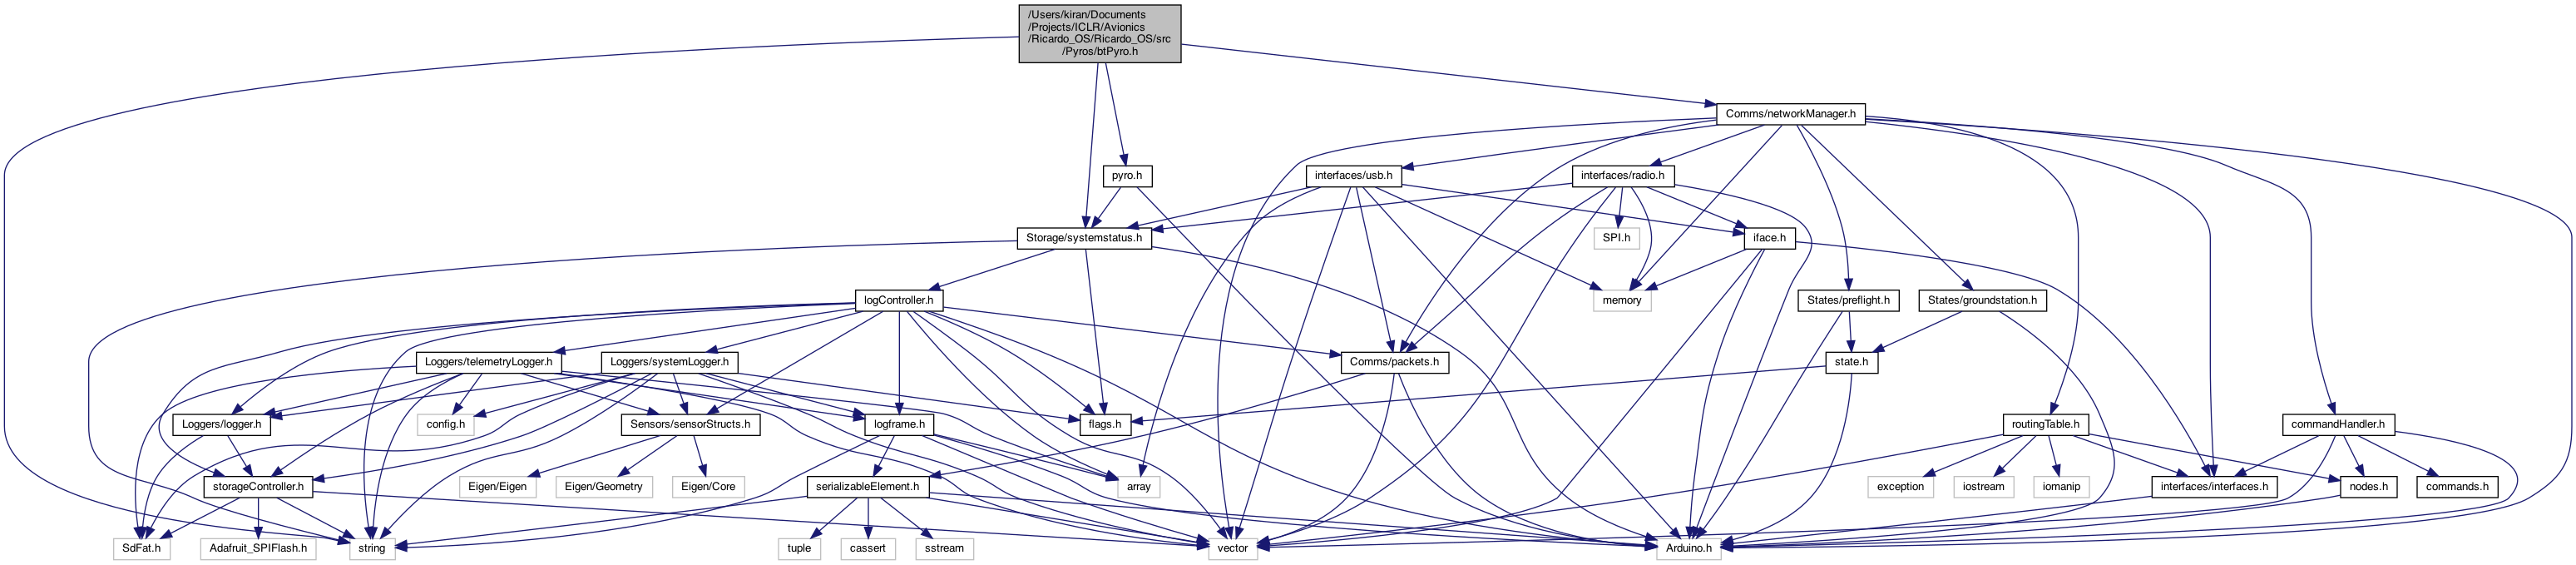 /Users/kiran/Documents
/Projects/ICLR/Avionics
/Ricardo_OS/Ricardo_OS/src
/Pyros/btPyro.h
Comms/networkManager.h
pyro.h
interfaces/usb.h
interfaces/radio.h
Storage/systemstatus.h
SPI.h
iface.h
logController.h
memory
States/preflight.h
States/groundstation.h
Loggers/telemetryLogger.h
Loggers/systemLogger.h
Comms/packets.h
state.h
Loggers/logger.h
config.h
Sensors/sensorStructs.h
logframe.h
flags.h
routingTable.h
commandHandler.h
storageController.h
Eigen/Eigen
Eigen/Geometry
Eigen/Core
serializableElement.h
array
exception
iostream
iomanip
interfaces/interfaces.h
nodes.h
commands.h
SdFat.h
Adafruit_SPIFlash.h
string
tuple
cassert
sstream
vector
Arduino.h